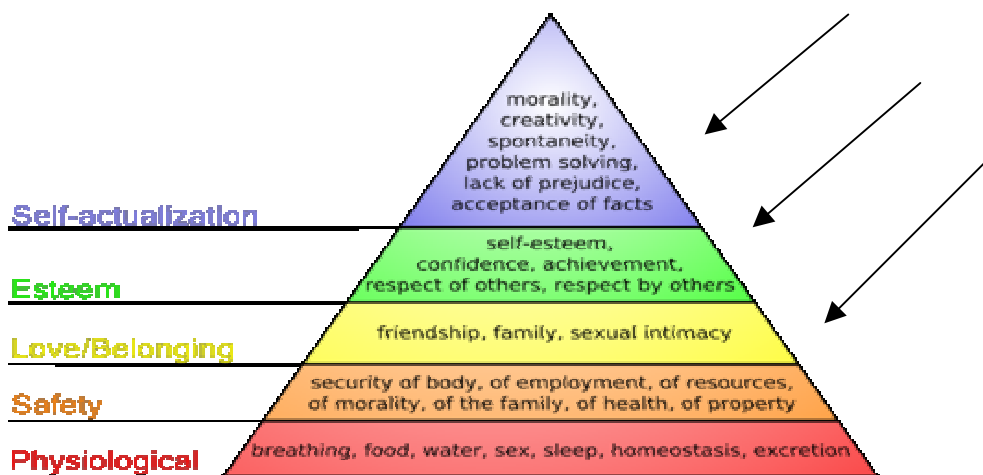 morality,
creativity,
spontaneity,
problem solving,
lack of prejudice,
acceptance of facts
Self-actualization
self-esteem,
confidence, achievement,
respect of others, respect by others
Esteem
friendship, family, sexual intimacy
Love/Belonging
security of body, of employment, of resources,
of morality, of the family, of health, of property
Safety
breathing, food, water, sex, sleep, homeostasis, excretion
Physiological